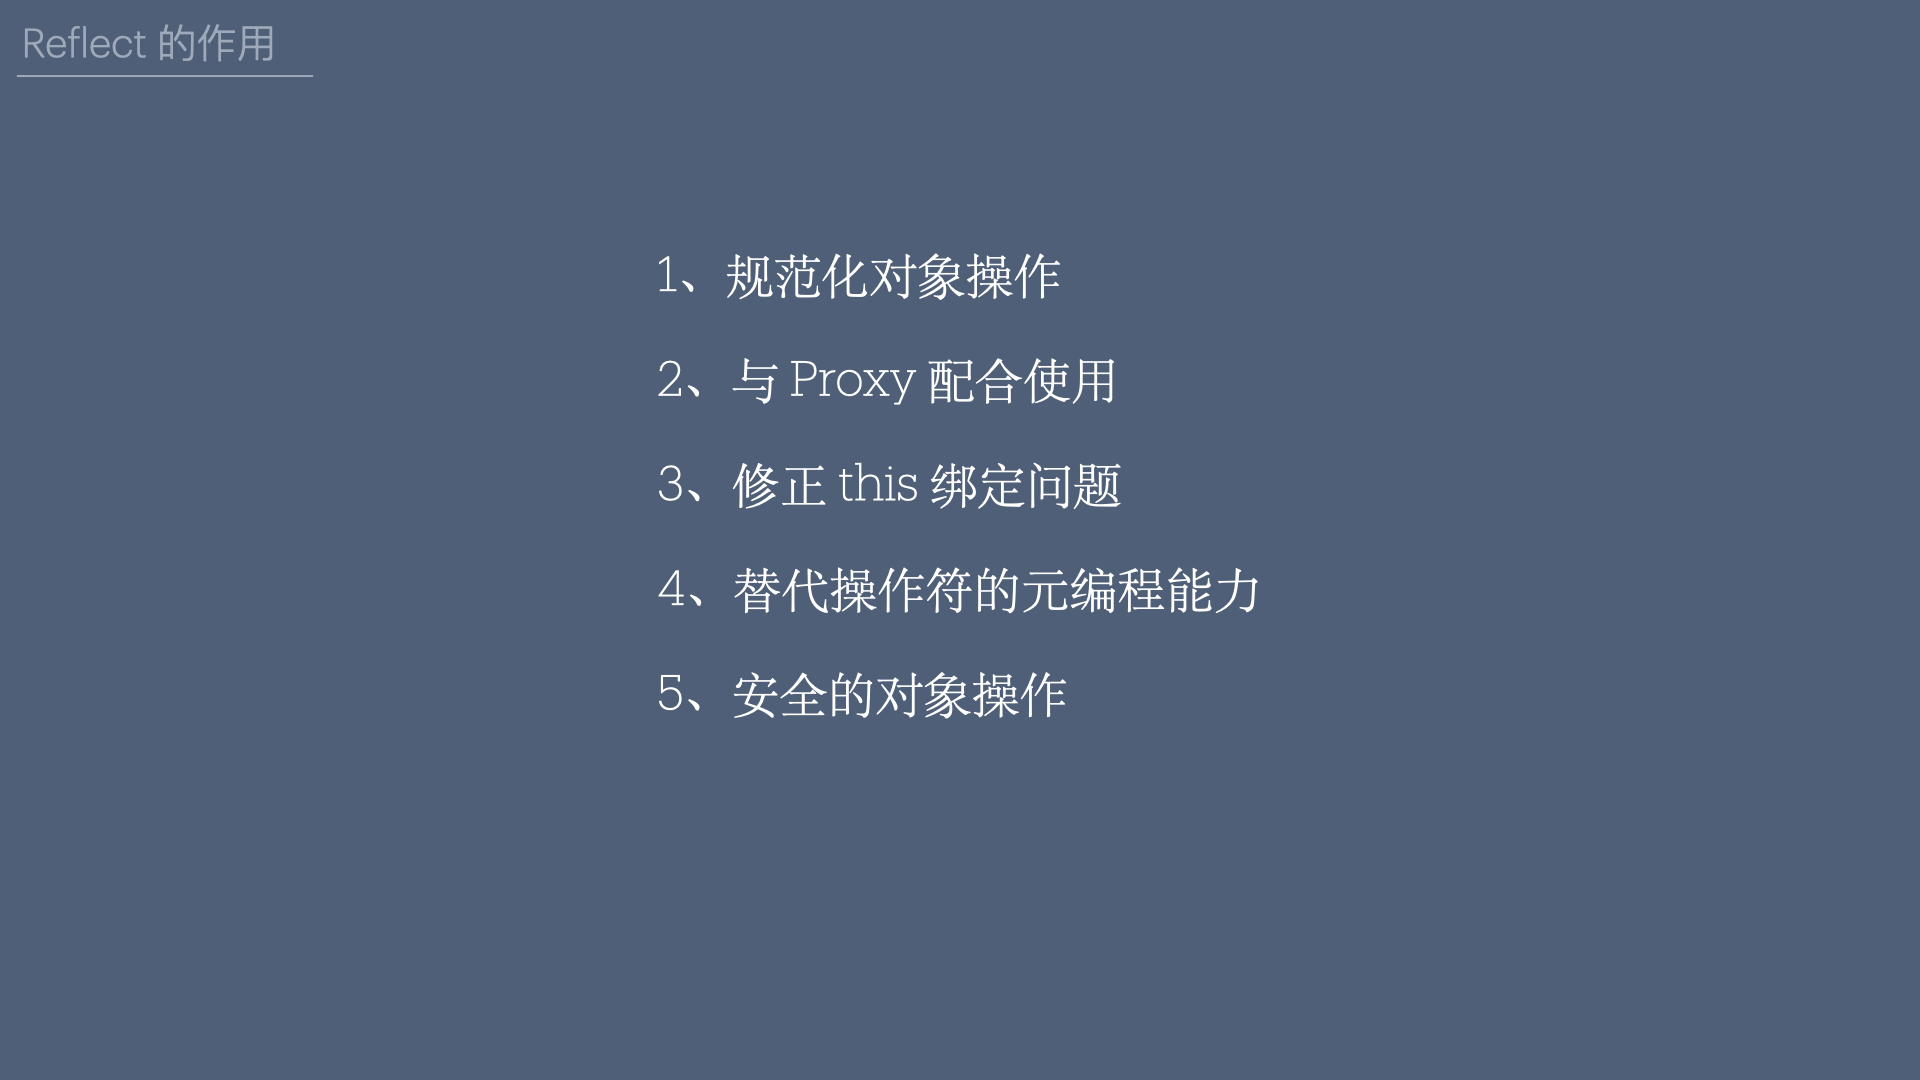 Reflect 的作用
1、规范化对象操作
2、与 Proxy 配合使用
3、修正 this 绑定问题
4、替代操作符的元编程能力
5、安全的对象操作